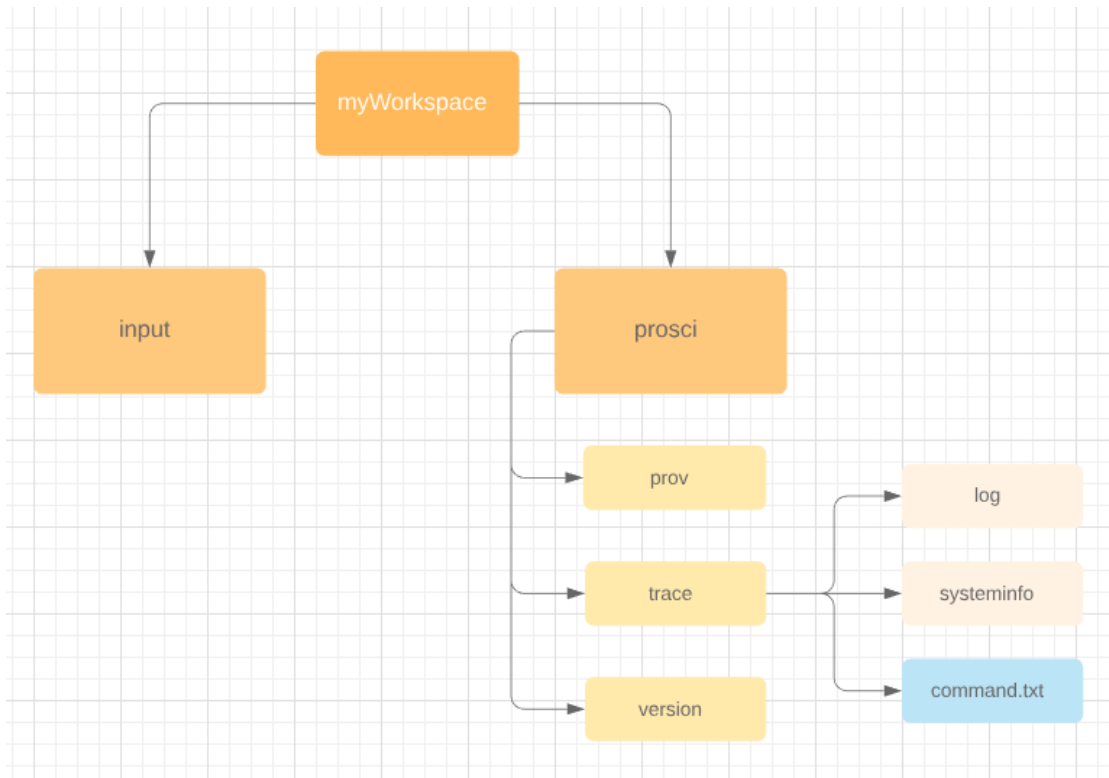 myWorkspace
input
prosci
prov
log
trace
systeminfo
command.txt
version